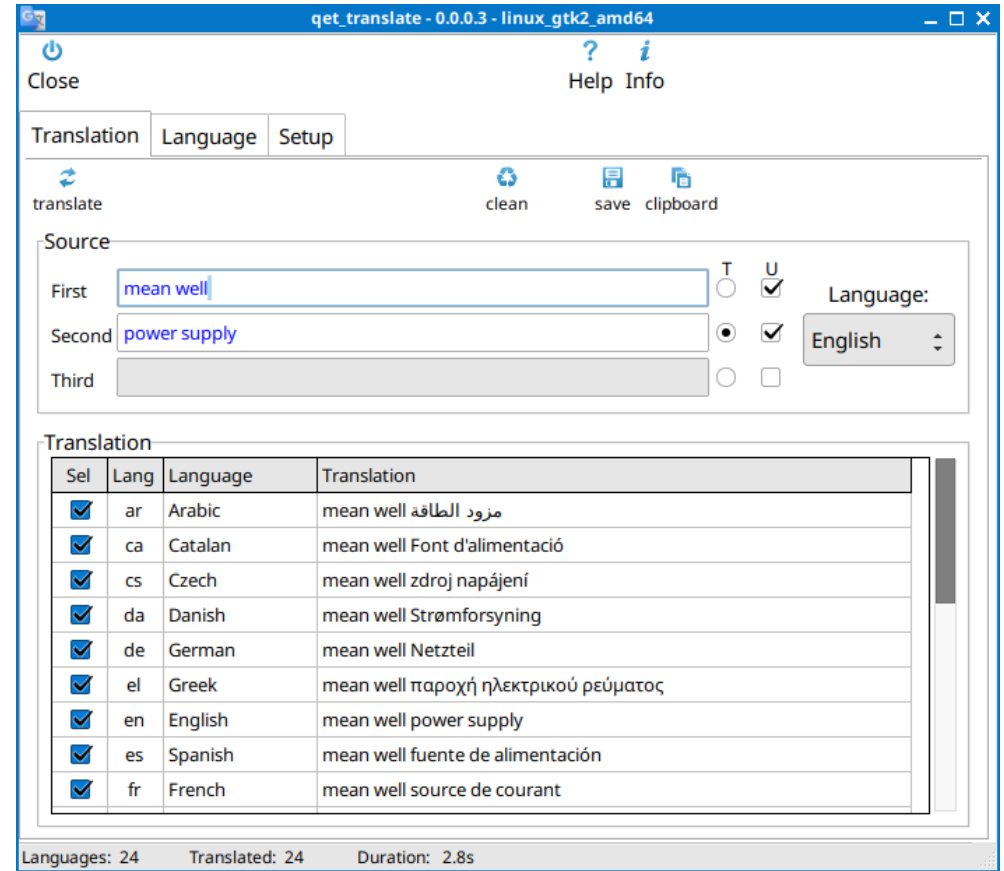 qet_translate - 0.0.0.3 - linux_gtk2_amd64
Close Help Info
Translation Language Setup
translate clean save clipboard
Source
T U
First mean well Language:
Second power supply English
Third
Translation
Sel Lang Language Translation
ar Arabic mean well مزود الطاقة
ca Catalan mean well Font d'alimentació
cs Czech mean well zdroj napájení
da Danish mean well Strømforsyning
de German mean well Netzteil
el Greek mean well παροχή ηλεκτρικού ρεύματος
en English mean well power supply
es Spanish mean well fuente de alimentación
fr French mean well source de courant
Languages: 24 Translated: 24 Duration: 2.8s